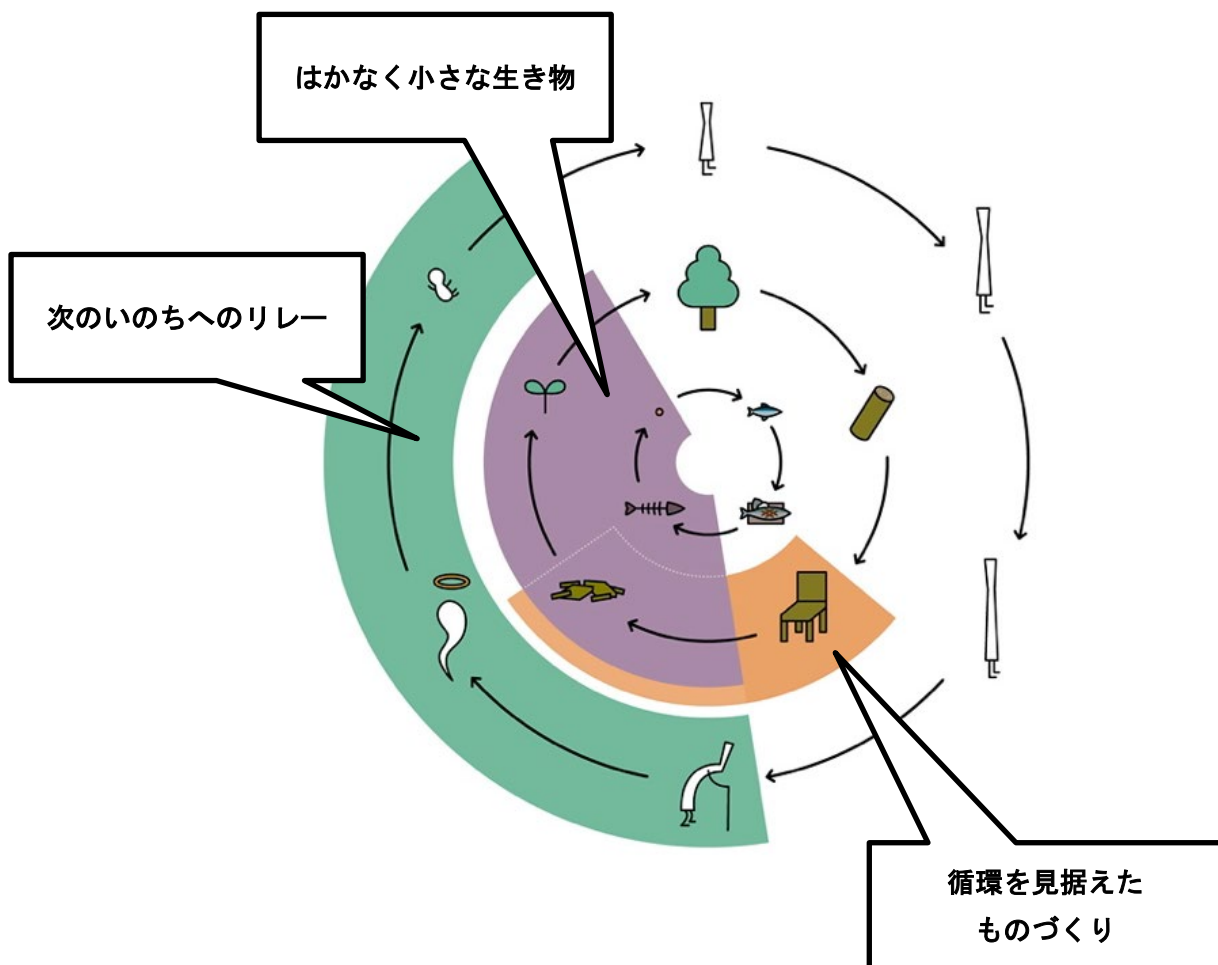 はかなく小さな生き物
次のいのちへのリレー
循環を見据えた
ものづくり